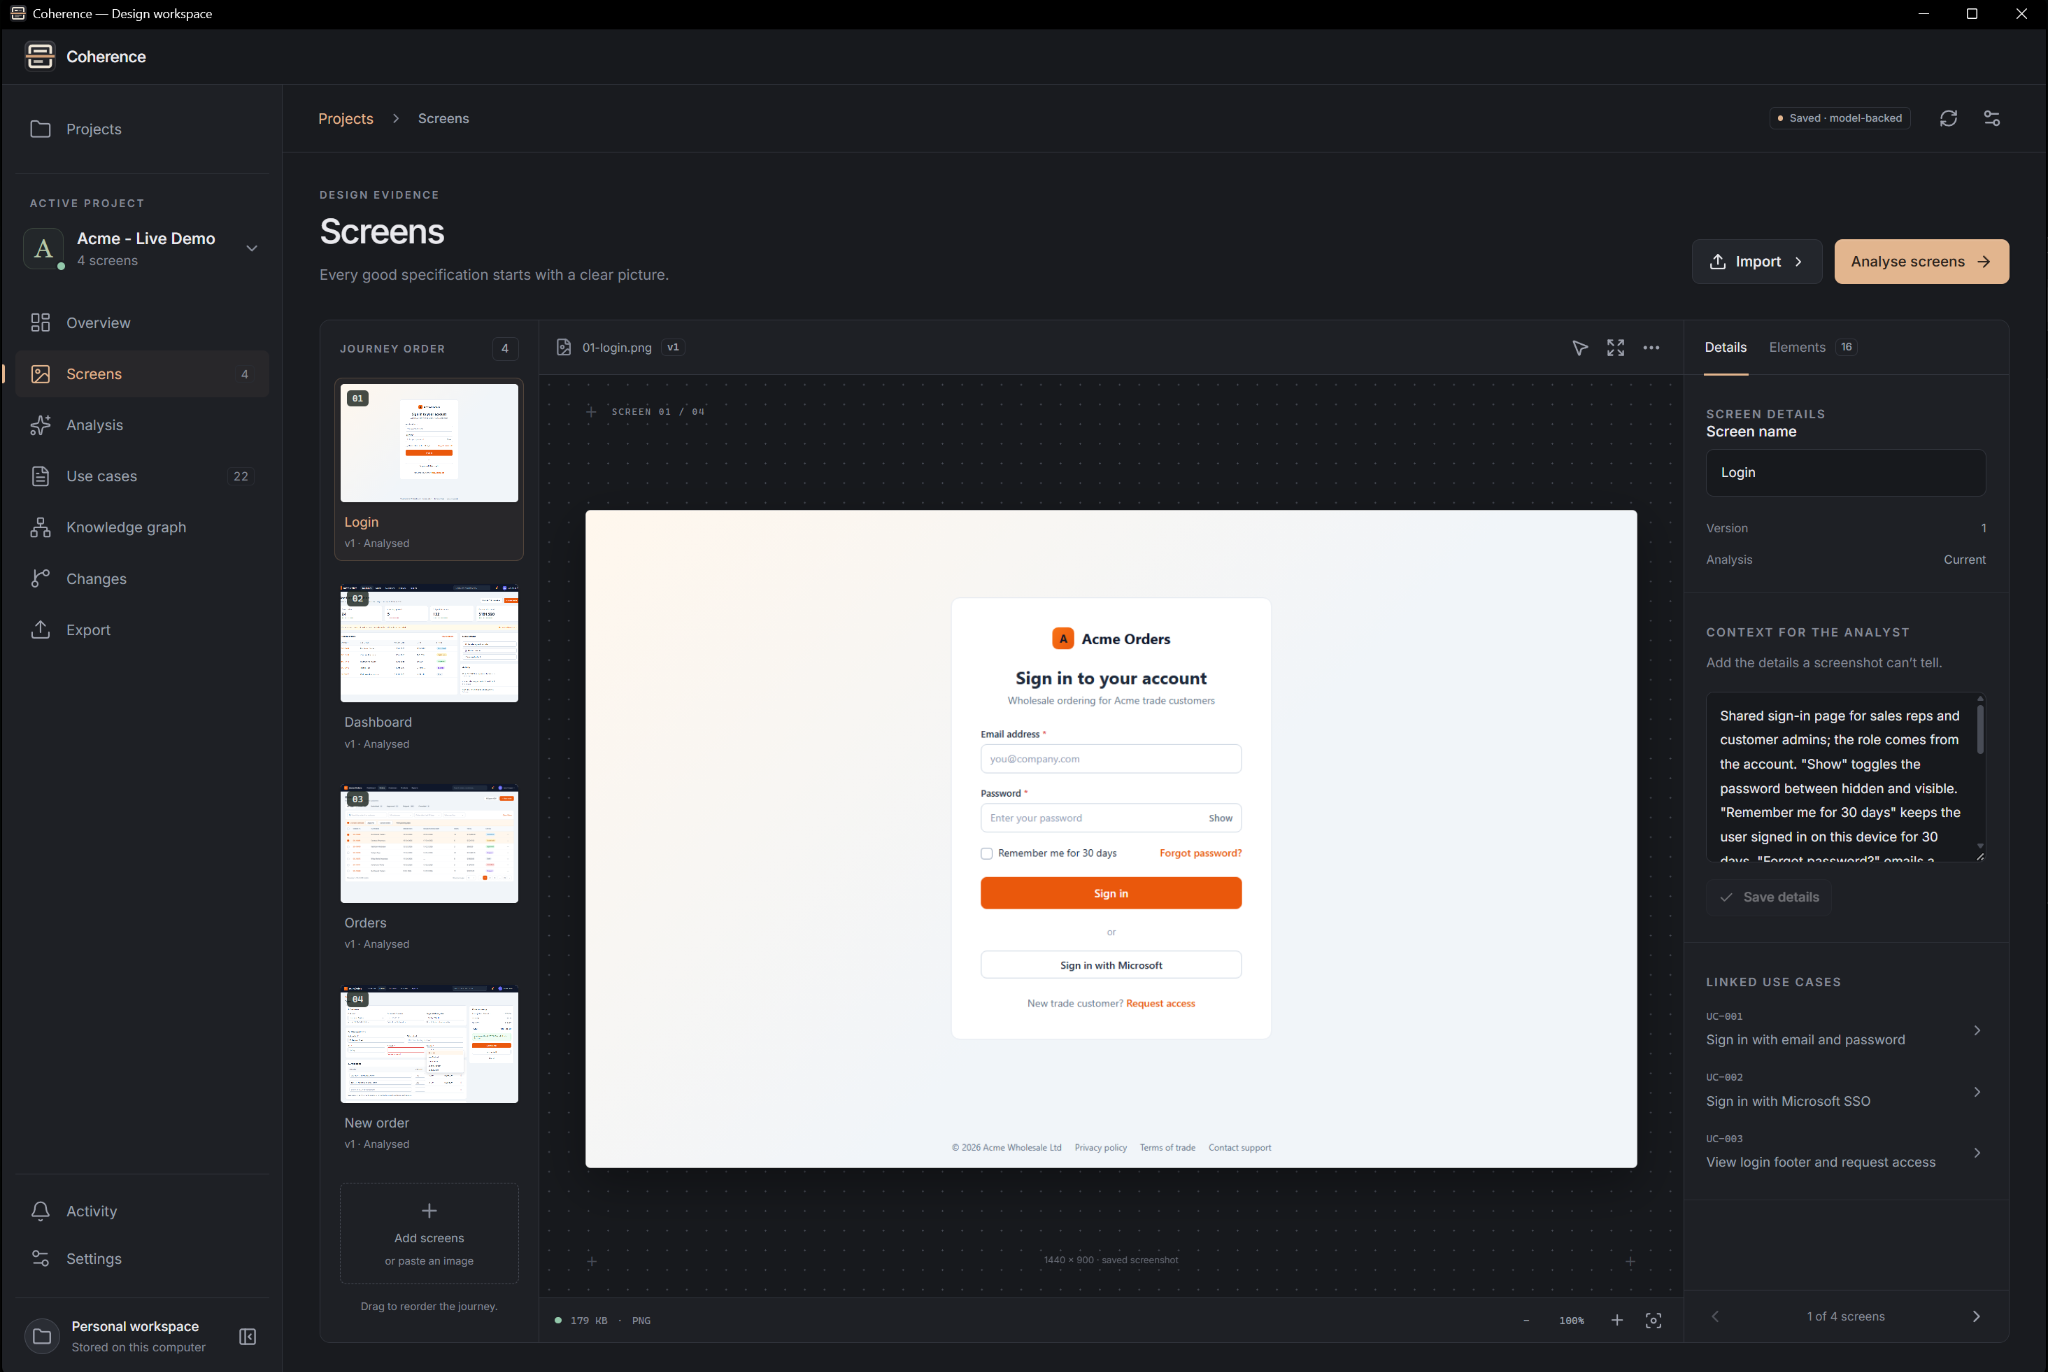 Coherence — Design workspace
Coherence
Projects
ACTIVE PROJECT
A
Acme - Live Demo
4 screens
Overview
Screens
4
Analysis
Use cases
22
Knowledge graph
Changes
Export
Activity
Settings
Personal workspace
Stored on this computer
Projects > Screens
Saved · model-backed
DESIGN EVIDENCE
Screens
Every good specification starts with a clear picture.
Import
Analyse screens
JOURNEY ORDER
4
01
Login
v1 · Analysed
02
Dashboard
v1 · Analysed
03
Orders
v1 · Analysed
04
New order
v1 · Analysed
Add screens
or paste an image
Drag to reorder the journey.
01-login.png
v1
SCREEN 01 / 04
A
Acme Orders
Sign in to your account
Wholesale ordering for Acme trade customers
Email address *
you@company.com
Password *
Enter your password
Show
Remember me for 30 days
Forgot password?
Sign in
or
Sign in with Microsoft
New trade customer? Request access
© 2026 Acme Wholesale Ltd
Privacy policy
Terms of trade
Contact support
1440 × 900 · saved screenshot
179 KB · PNG
100%
Details
Elements
16
SCREEN DETAILS
Screen name
Login
Version
1
Analysis
Current
CONTEXT FOR THE ANALYST
Add the details a screenshot can't tell.
Shared sign-in page for sales reps and
customer admins; the role comes from
the account. "Show" toggles the
password between hidden and visible.
"Remember me for 30 days" keeps the
user signed in on this device for 30
days. "Forgot password?" emails a
Save details
LINKED USE CASES
UC-001
Sign in with email and password
UC-002
Sign in with Microsoft SSO
UC-003
View login footer and request access
1 of 4 screens